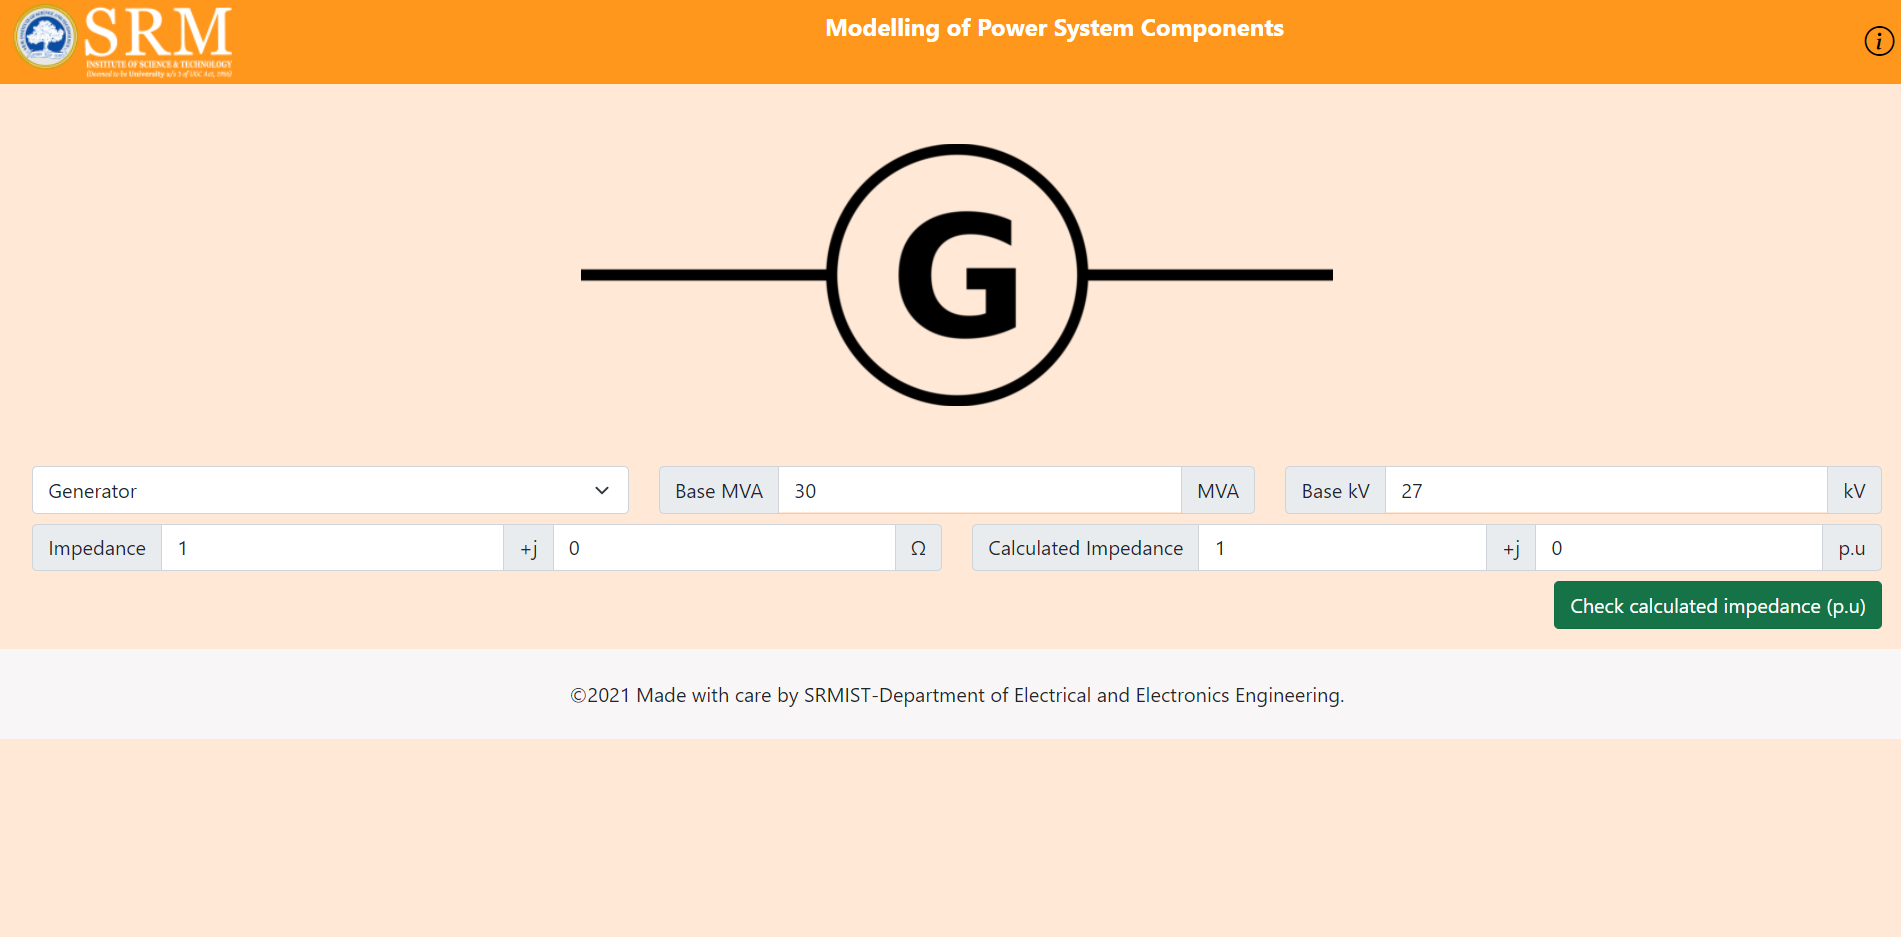 SRM
INSTITUTE OF SCIENCE & TECHNOLOGY
(Deemed to be University u/s 3 of UGC Act, 1956)
Modelling of Power System Components
i
G
Generator
Base MVA 30 MVA
Base kV 27 kV
Impedance 1 +j 0 Ω
Calculated Impedance 1 +j 0 p.u
Check calculated impedance (p.u)
©2021 Made with care by SRMIST-Department of Electrical and Electronics Engineering.